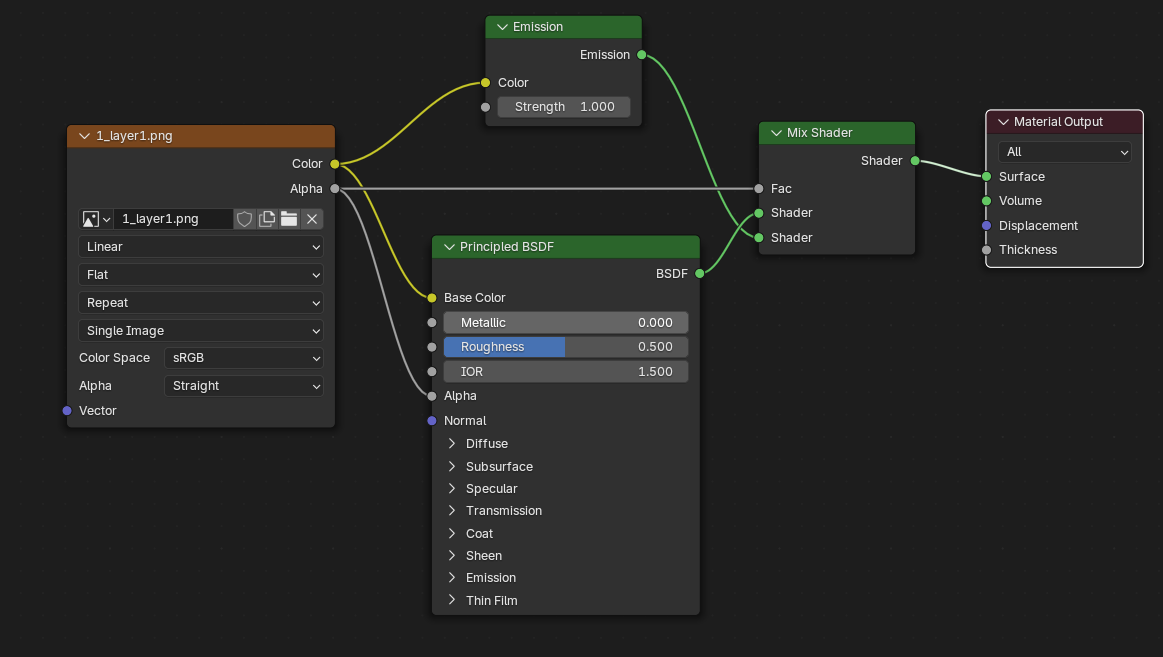 Emission
Emission
Color
Strength 1.000
1_layer1.png
Color
Alpha
1_layer1.png
Linear
Flat
Repeat
Single Image
Color Space sRGB
Alpha Straight
Vector
Principled BSDF
BSDF
Base Color
Metallic 0.000
Roughness 0.500
IOR 1.500
Alpha
Normal
Diffuse
Subsurface
Specular
Transmission
Coat
Sheen
Emission
Thin Film
Mix Shader
Shader
Fac
Shader
Shader
Material Output
All
Surface
Volume
Displacement
Thickness